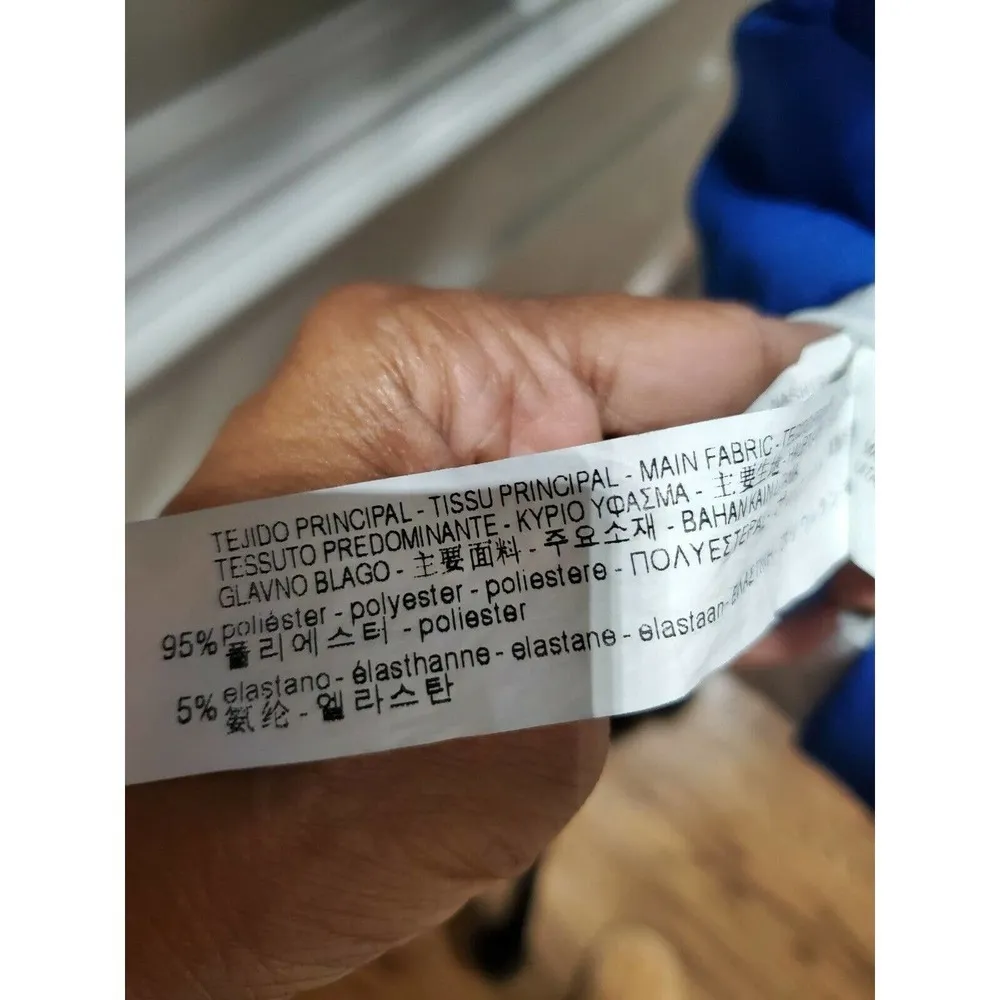 TEJIDO PRINCIPAL - TISSU PRINCIPAL - MAIN FABRIC -
TESSUTO PREDOMINANTE - ΚΥΡΙΟ ΥΦΑΣΜΑ - 主要生地 -
GLAVNO BLAGO - 主要面料 - 주요소재 - BAHAN KAIN UTAMA
95% poliéster - polyester - poliestere - ΠΟΛΥΕΣΤΕΡΑΣ -
폴리에스터 - poliester
5% elastano - élasthanne - elastane - elastaan -
氨纶 - 엘라스탄